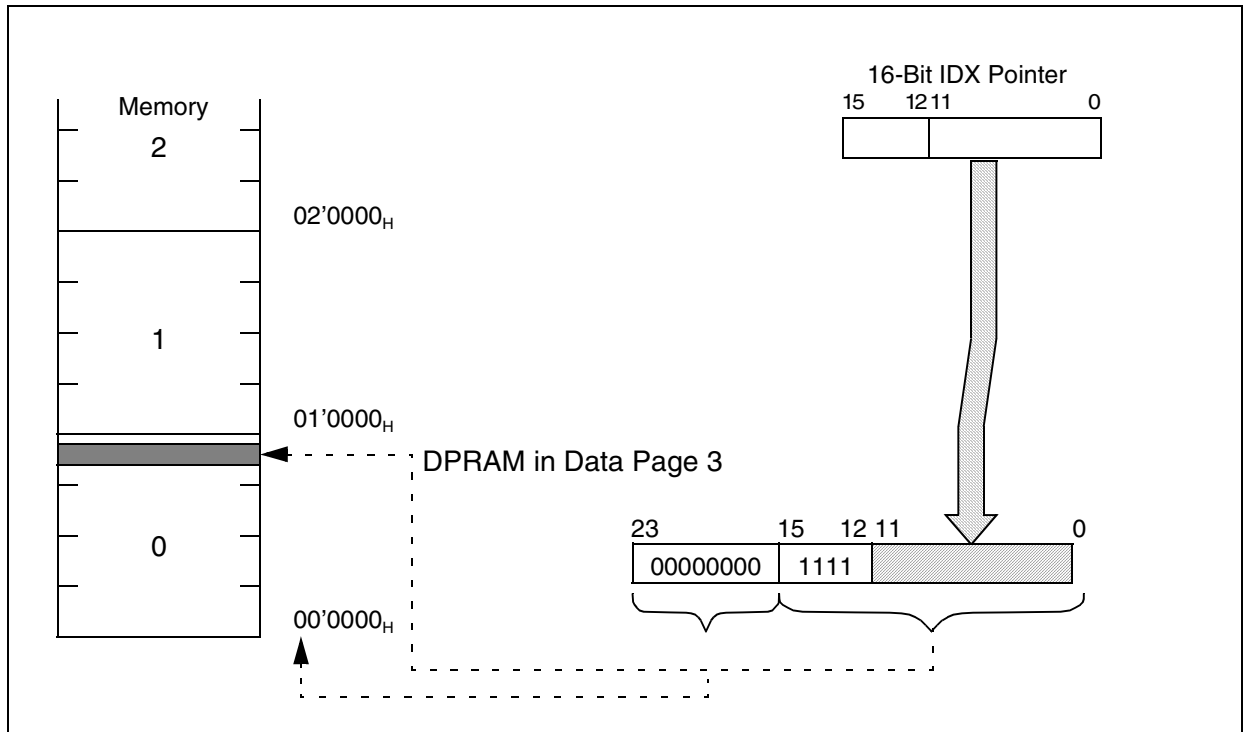 16-Bit IDX Pointer
15 12 11 0
Memory
2
02'0000H
1
01'0000H
DPRAM in Data Page 3
23 15 12 11 0
00000000 1111
0
00'0000H